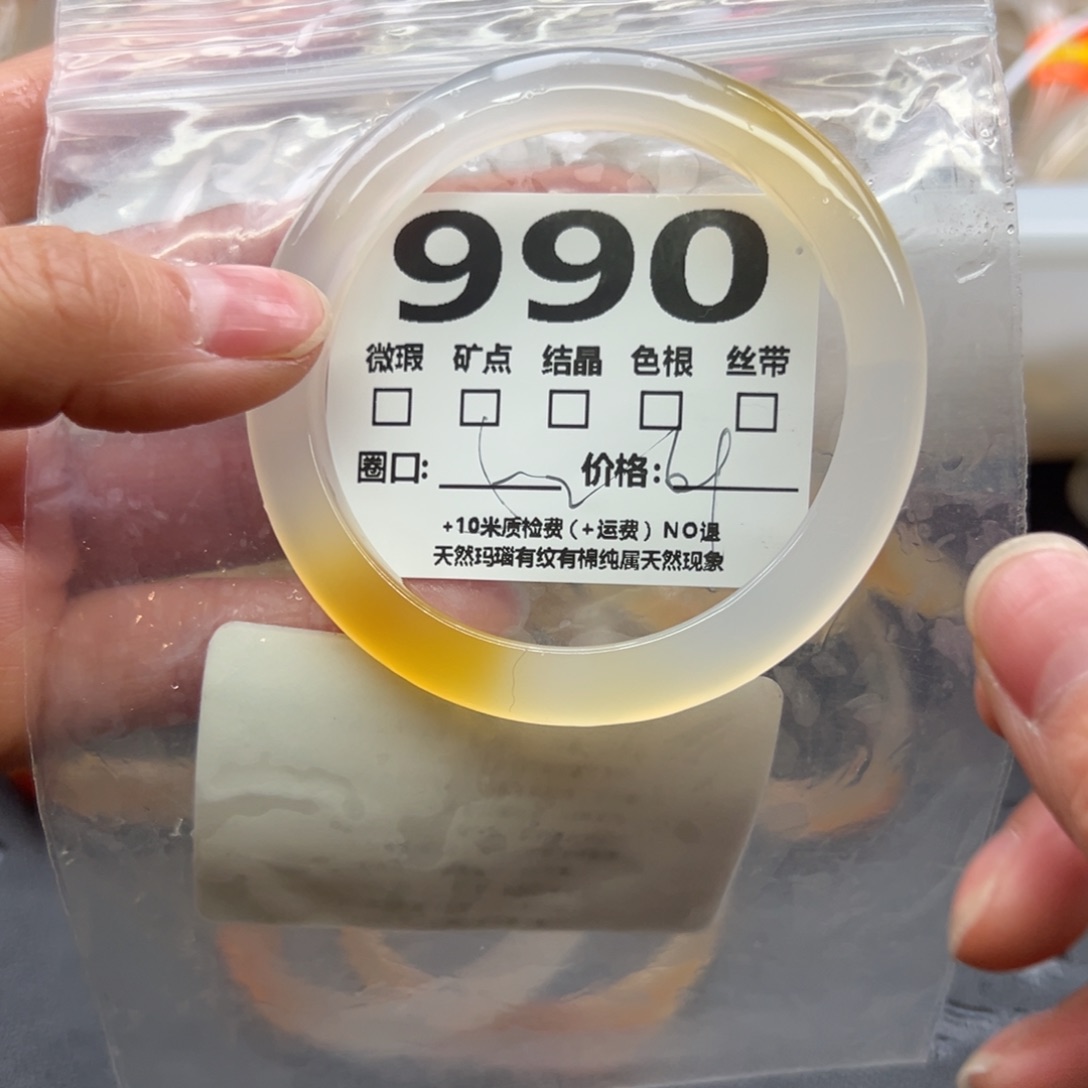 990
微瑕 矿点 结晶 色根 丝带
圈口: 价格:
+10米质检费(+运费)NO退
天然玛瑙有纹有棉纯属天然现象